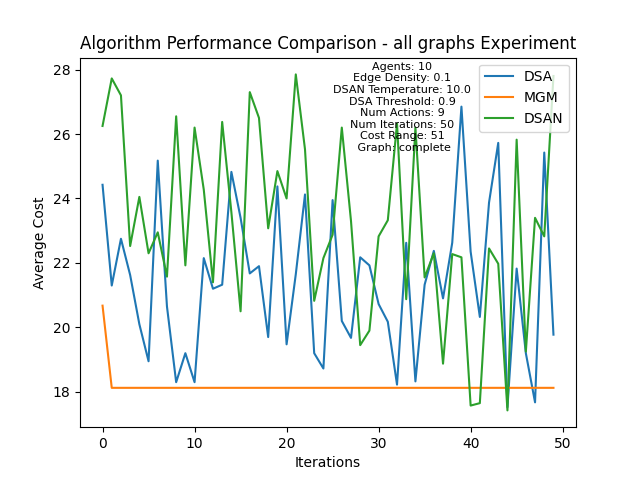 Algorithm Performance Comparison - all graphs Experiment
Agents: 10
Edge Density: 0.1
DSAN Temperature: 10.0
DSA Threshold: 0.9
Num Actions: 9
Num Iterations: 50
Cost Range: 51
Graph: complete
DSA
MGM
DSAN
28
26
24
22
20
18
Average Cost
0
10
20
30
40
50
Iterations